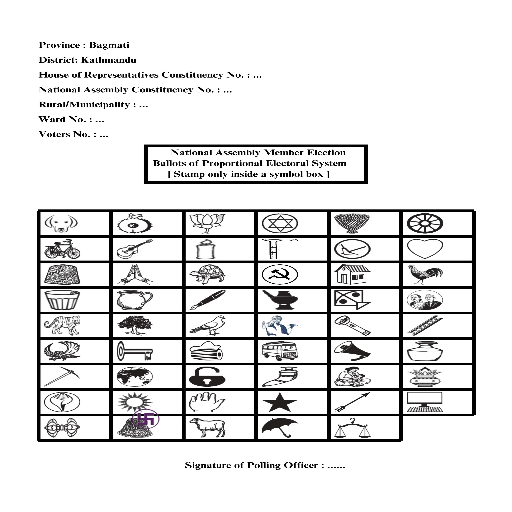 Province : Bagmati
District: Kathmandu
House of Representatives Constituency No. : ...
National Assembly Constituency No. : ...
Rural/Municipality : ...
Ward No. : ...
Voters No. : ...
National Assembly Member Election
Ballots of Proportional Electoral System
[ Stamp only inside a symbol box ]
Signature of Polling Officer : ......